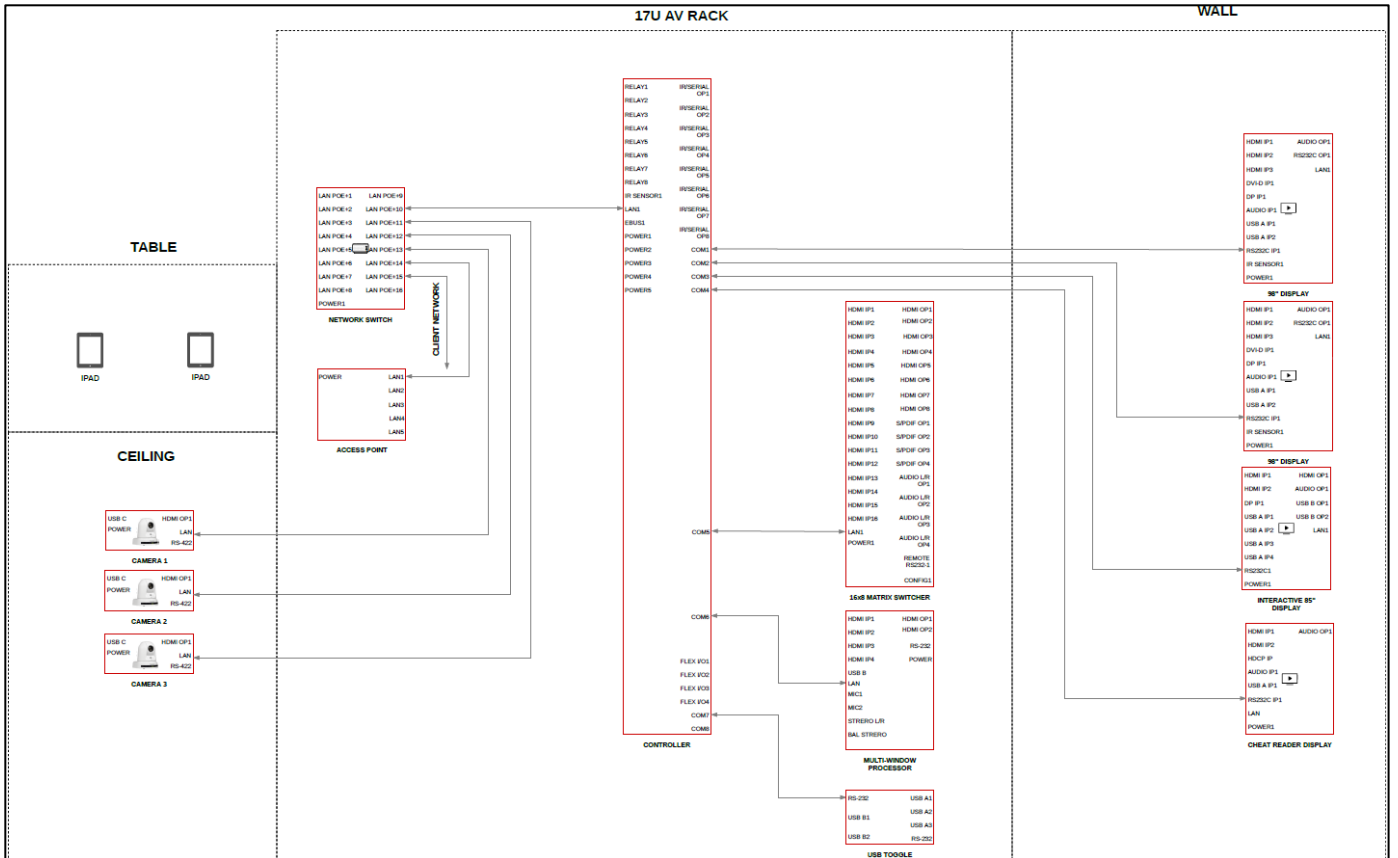 17U AV RACK
WALL
TABLE
IPAD
IPAD
CEILING
USB C
HDMI OP1
POWER
LAN
RS-422
CAMERA 1
USB C
HDMI OP1
POWER
LAN
RS-422
CAMERA 2
USB C
HDMI OP1
POWER
LAN
RS-422
CAMERA 3
LAN POE+1
LAN POE+2
LAN POE+3
LAN POE+4
LAN POE+5
LAN POE+6
LAN POE+7
LAN POE+8
POWER1
LAN POE+9
LAN POE+10
LAN POE+11
LAN POE+12
LAN POE+13
LAN POE+14
LAN POE+15
LAN POE+16
NETWORK SWITCH
CLIENT NETWORK
POWER
LAN1
LAN2
LAN3
LAN4
LAN5
ACCESS POINT
RELAY1
RELAY2
RELAY3
RELAY4
RELAY5
RELAY6
RELAY7
RELAY8
IR SENSOR1
LAN1
EBUS1
POWER1
POWER2
POWER3
POWER4
POWER5
IR/SERIAL
OP1
IR/SERIAL
OP2
IR/SERIAL
OP3
IR/SERIAL
OP4
IR/SERIAL
OP5
IR/SERIAL
OP6
IR/SERIAL
OP7
IR/SERIAL
OP8
COM1
COM2
COM3
COM4
COM5
COM6
FLEX I/O1
FLEX I/O2
FLEX I/O3
FLEX I/O4
COM7
COM8
CONTROLLER
HDMI IP1
HDMI IP2
HDMI IP3
HDMI IP4
HDMI IP5
HDMI IP6
HDMI IP7
HDMI IP8
HDMI IP9
HDMI IP10
HDMI IP11
HDMI IP12
HDMI IP13
HDMI IP14
HDMI IP15
HDMI IP16
LAN1
POWER1
HDMI OP1
HDMI OP2
HDMI OP3
HDMI OP4
HDMI OP5
HDMI OP6
HDMI OP7
HDMI OP8
S/PDIF OP1
S/PDIF OP2
S/PDIF OP3
S/PDIF OP4
AUDIO L/R
OP1
AUDIO L/R
OP2
AUDIO L/R
OP3
AUDIO L/R
OP4
REMOTE
RS232-1
CONFIG1
16x8 MATRIX SWITCHER
HDMI IP1
HDMI IP2
HDMI IP3
HDMI IP4
USB B
LAN
MIC1
MIC2
STRERO L/R
BAL STRERO
HDMI OP1
HDMI OP2
RS-232
POWER
MULTI-WINDOW
PROCESSOR
RS-232
USB B1
USB B2
USB A1
USB A2
USB A3
RS-232
USB TOGGLE
HDMI IP1
HDMI IP2
HDMI IP3
DVI-D IP1
DP IP1
AUDIO IP1
USB A IP1
USB A IP2
RS232C IP1
IR SENSOR1
POWER1
AUDIO OP1
RS232C OP1
LAN1
98" DISPLAY
HDMI IP1
HDMI IP2
HDMI IP3
DVI-D IP1
DP IP1
AUDIO IP1
USB A IP1
USB A IP2
RS232C IP1
IR SENSOR1
POWER1
AUDIO OP1
RS232C OP1
LAN1
98" DISPLAY
HDMI IP1
HDMI IP2
DP IP1
USB A IP1
USB A IP2
USB A IP3
USB A IP4
RS232C1
POWER1
HDMI OP1
AUDIO OP1
USB B OP1
USB B OP2
LAN1
INTERACTIVE 85"
DISPLAY
HDMI IP1
HDMI IP2
HDCP IP
AUDIO IP1
USB A IP1
RS232C IP1
LAN
POWER1
AUDIO OP1
CHEAT READER DISPLAY